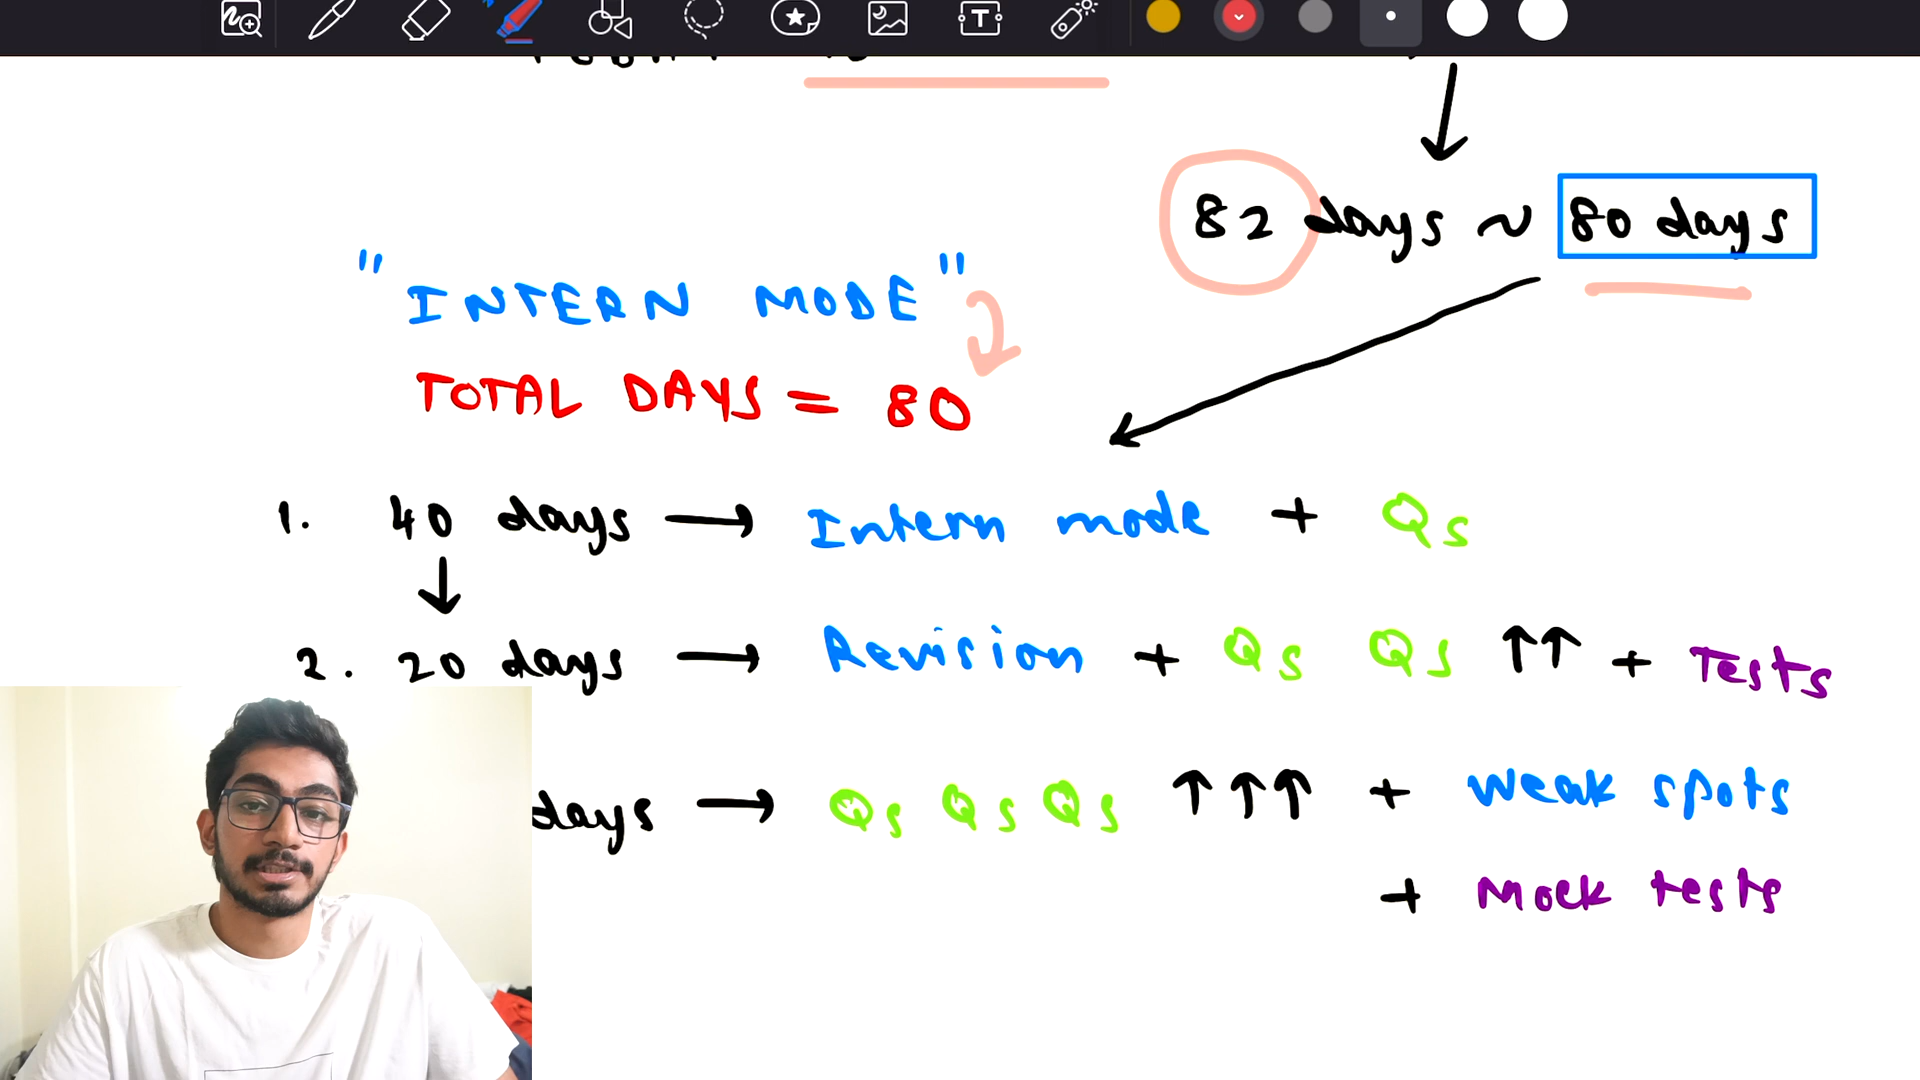 82 days ~ 80 days
"INTERN MODE"
TOTAL DAYS = 80
1. 40 days → Intern mode + Qs
↓
2. 20 days → Revision + Qs Qs ↑↑ + Tests
days → Qs Qs Qs ↑↑↑ + weak spots
+ Mock tests